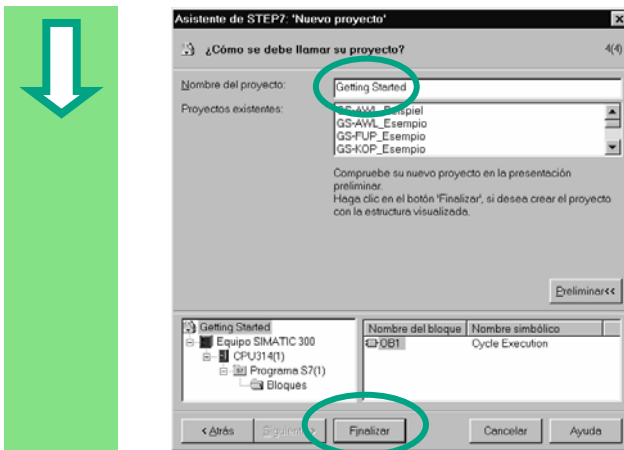 Asistente de STEP7: 'Nuevo proyecto'
¿Cómo se debe llamar su proyecto?
4(4)
Nombre del proyecto:
Getting Started
Proyectos existentes:
GS-AWL_Beispiel
GS-AWL_Esempio
GS-FUP_Esempio
GS-KOP_Esempio
Compruebe su nuevo proyecto en la presentación
preliminar.
Haga clic en el botón 'Finalizar', si desea crear el proyecto
con la estructura visualizada.
Preliminar<<
Getting Started
Equipo SIMATIC 300
CPU314(1)
Programa S7(1)
Bloques
Nombre del bloque Nombre simbólico
OB1 Cycle Execution
< Atrás
Siguiente >
Finalizar
Cancelar
Ayuda